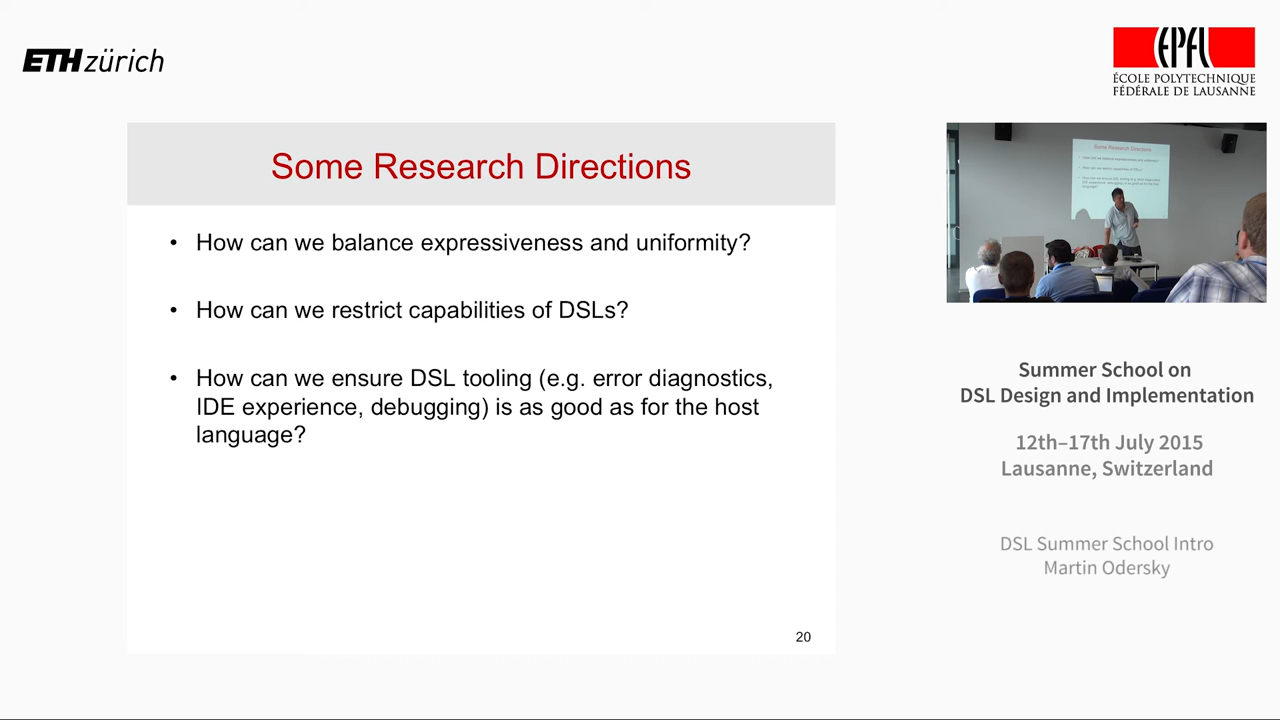 ETH zürich
EPFL
ÉCOLE POLYTECHNIQUE
FÉDÉRALE DE LAUSANNE
Some Research Directions
• How can we balance expressiveness and uniformity?
• How can we restrict capabilities of DSLs?
• How can we ensure DSL tooling (e.g. error diagnostics,
IDE experience, debugging) is as good as for the host
language?
20
Some Research Directions
Summer School on
DSL Design and Implementation
12th–17th July 2015
Lausanne, Switzerland
DSL Summer School Intro
Martin Odersky